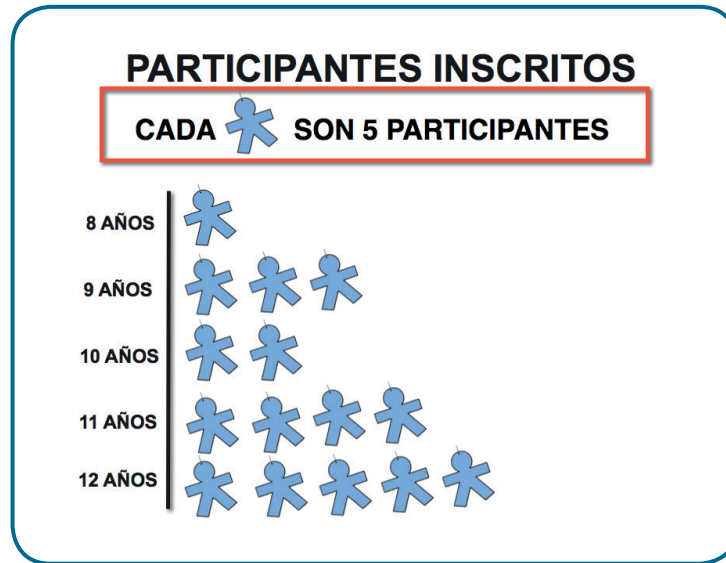 PARTICIPANTES INSCRITOS
CADA SON 5 PARTICIPANTES
8 AÑOS
9 AÑOS
10 AÑOS
11 AÑOS
12 AÑOS